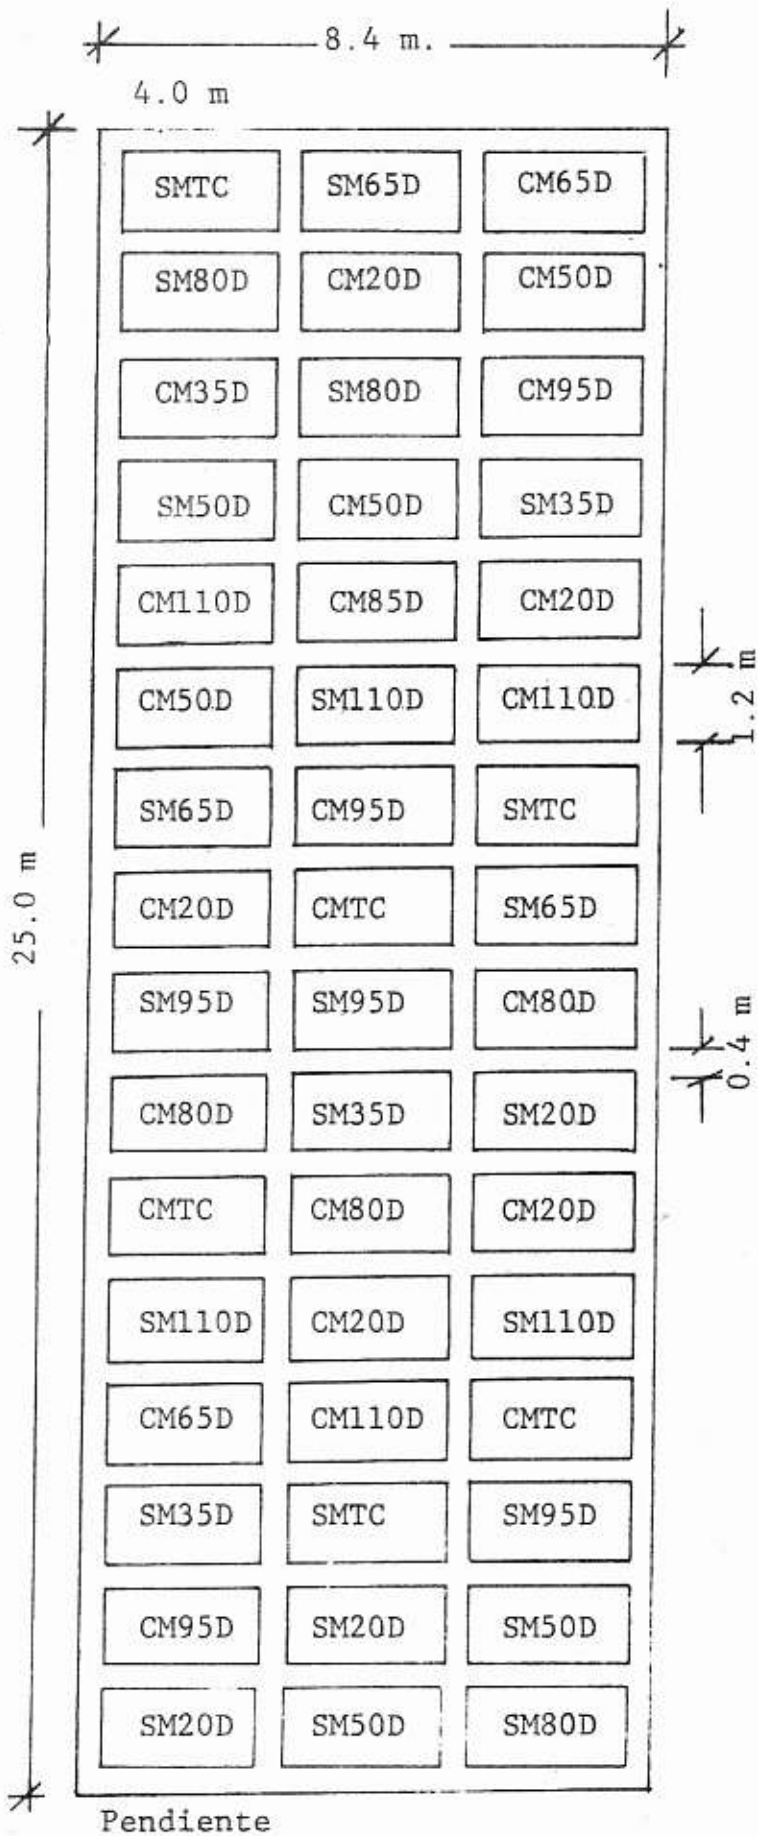 8.4 m.
4.0 m
SMTC SM65D CM65D
SM80D CM20D CM50D
CM35D SM80D CM95D
SM50D CM50D SM35D
CM110D CM85D CM20D
CM50D SM110D CM110D
1.2 m
SM65D CM95D SMTC
25.0 m
CM20D CMTC SM65D
SM95D SM95D CM80D
0.4 m
CM80D SM35D SM20D
CMTC CM80D CM20D
SM110D CM20D SM110D
CM65D CM110D CMTC
SM35D SMTC SM95D
CM95D SM20D SM50D
SM20D SM50D SM80D
Pendiente